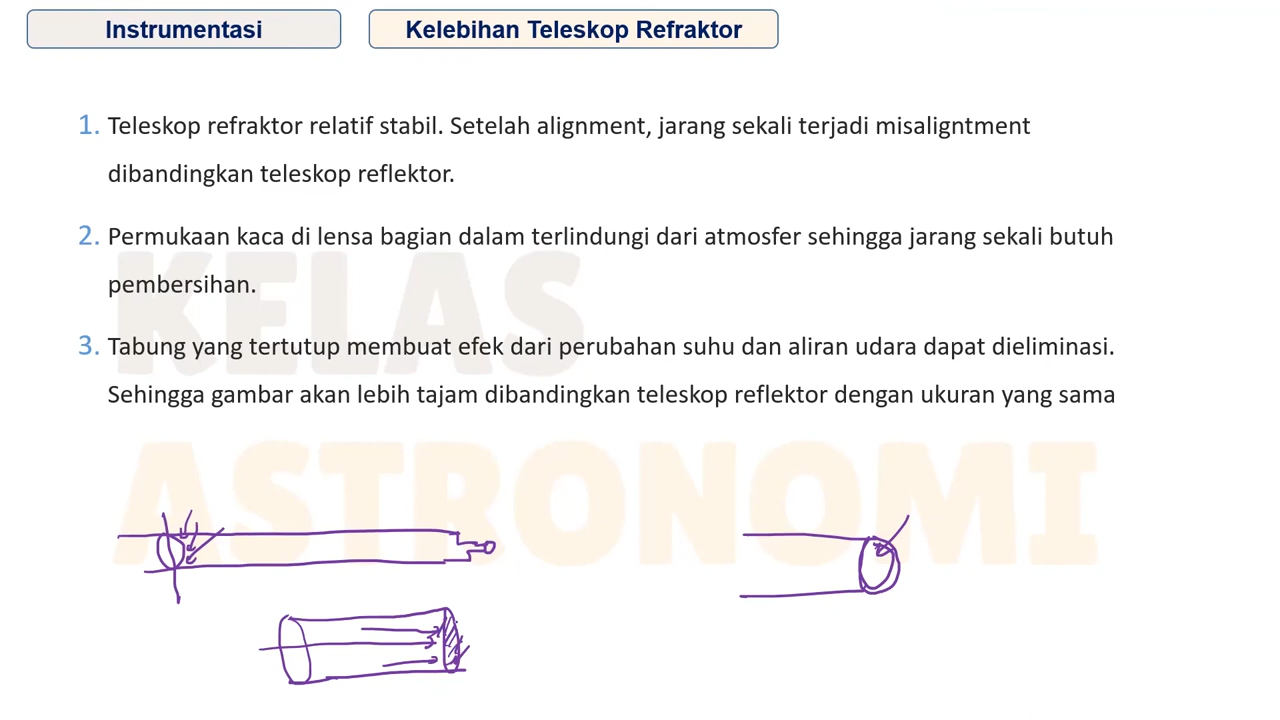 Instrumentasi
Kelebihan Teleskop Refraktor
1. Teleskop refraktor relatif stabil. Setelah alignment, jarang sekali terjadi misaligntment
dibandingkan teleskop reflektor.
2. Permukaan kaca di lensa bagian dalam terlindungi dari atmosfer sehingga jarang sekali butuh
pembersihan.
3. Tabung yang tertutup membuat efek dari perubahan suhu dan aliran udara dapat dieliminasi.
Sehingga gambar akan lebih tajam dibandingkan teleskop reflektor dengan ukuran yang sama
KELAS
ASTRONOMI